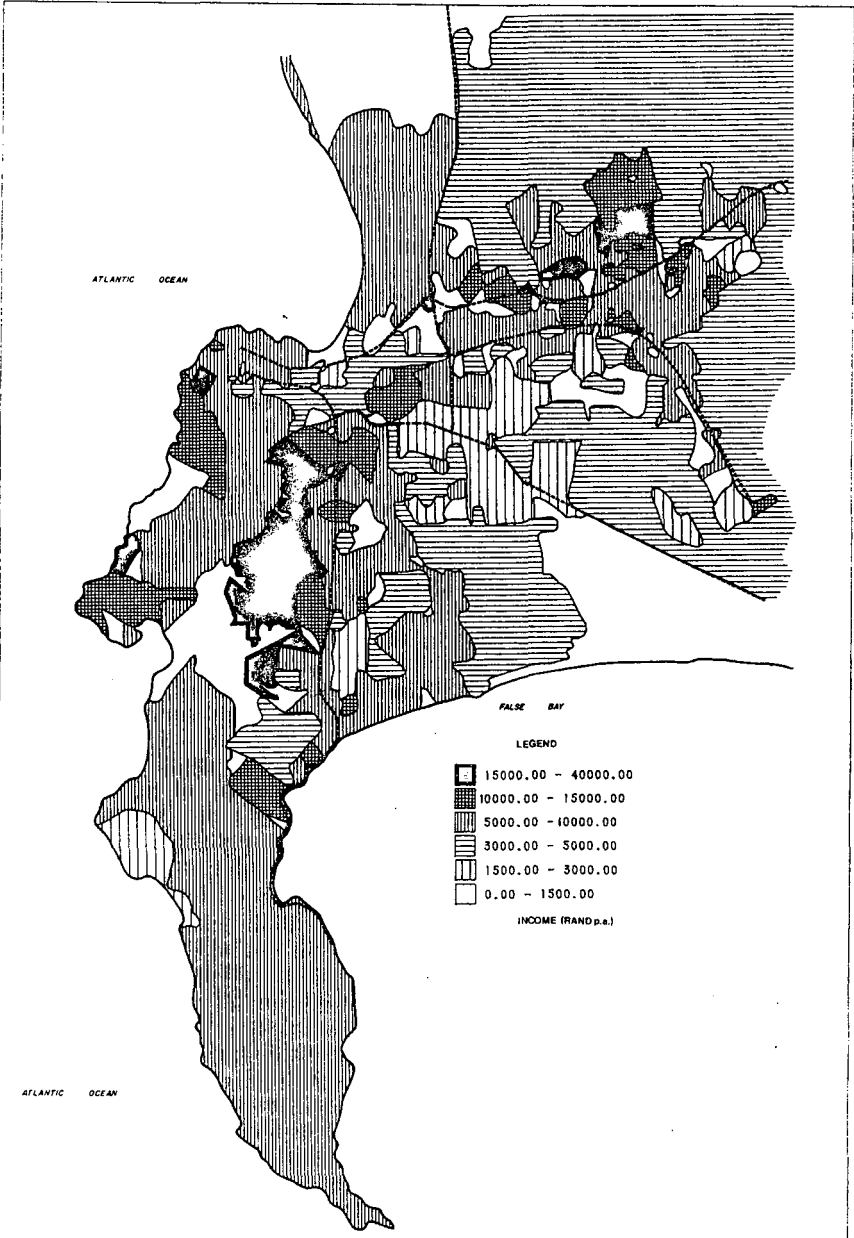 ATLANTIC OCEAN
FALSE BAY
LEGEND
15000.00 - 40000.00
10000.00 - 15000.00
5000.00 -10000.00
3000.00 - 5000.00
1500.00 - 3000.00
0.00 - 1500.00
INCOME (RAND p.a.)
ATLANTIC OCEAN